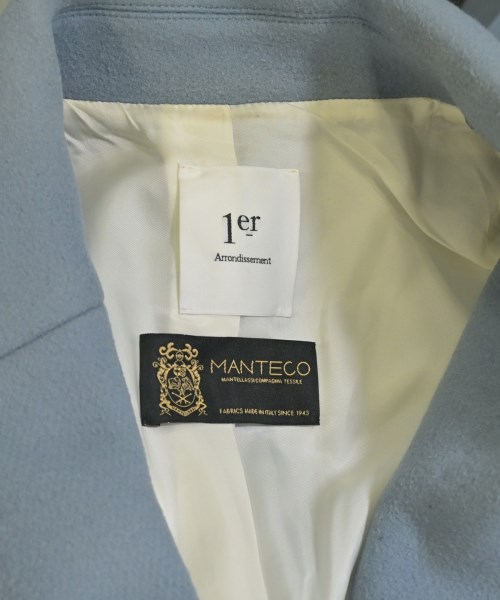 1er
Arrondissement
MANTECO
MANTELLASSI COMPAGNIA TESSILE
FABRICS MADE IN ITALY SINCE 1943